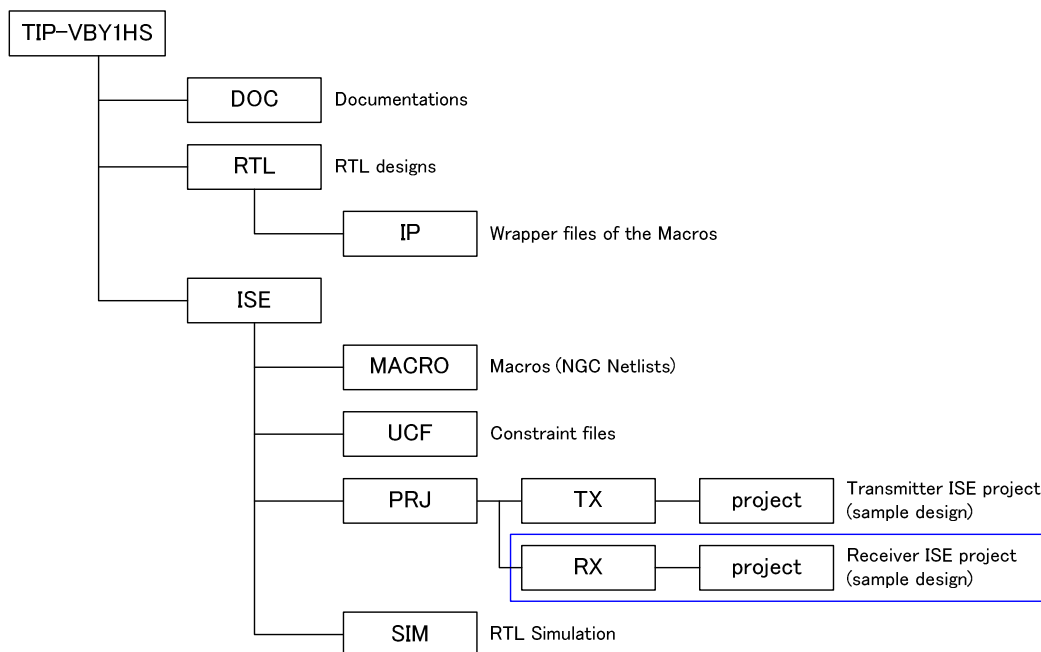 TIP-VBY1HS
DOC
Documentations
RTL
RTL designs
IP
Wrapper files of the Macros
ISE
MACRO
Macros (NGC Netlists)
UCF
Constraint files
PRJ
TX
project
Transmitter ISE project
(sample design)
RX
project
Receiver ISE project
(sample design)
SIM
RTL Simulation